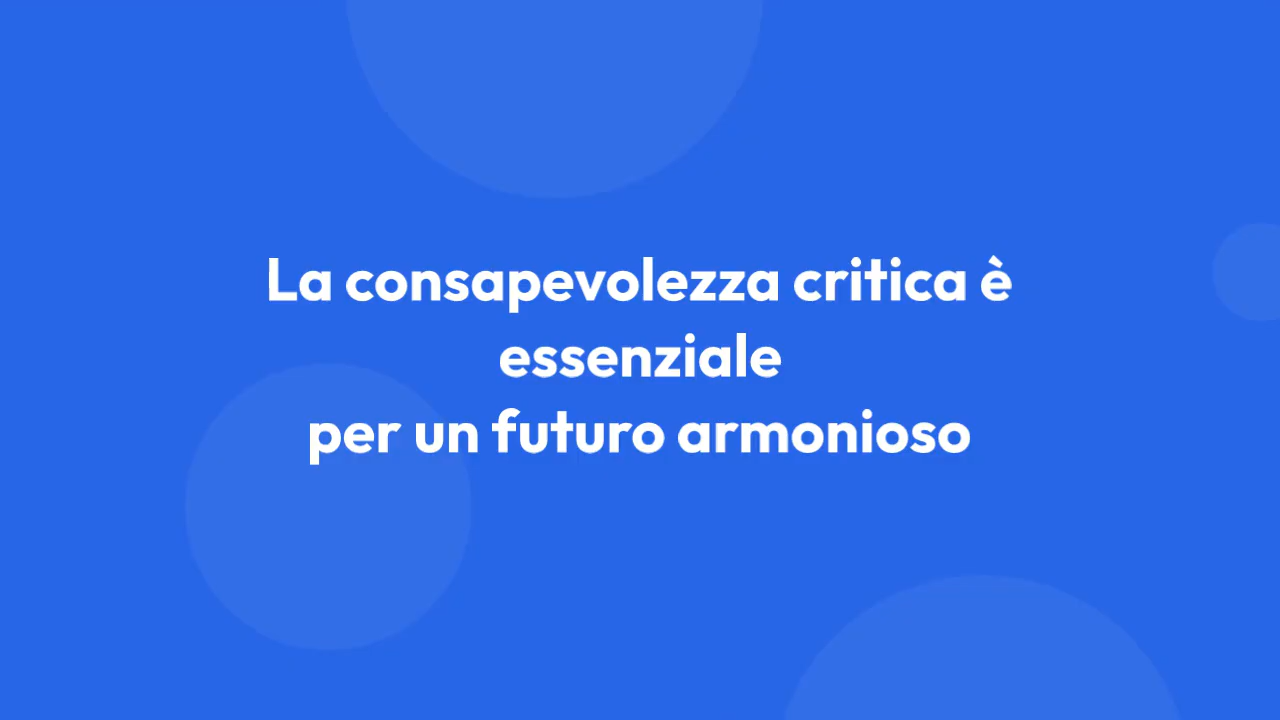 La consapevolezza critica è
essenziale
per un futuro armonioso